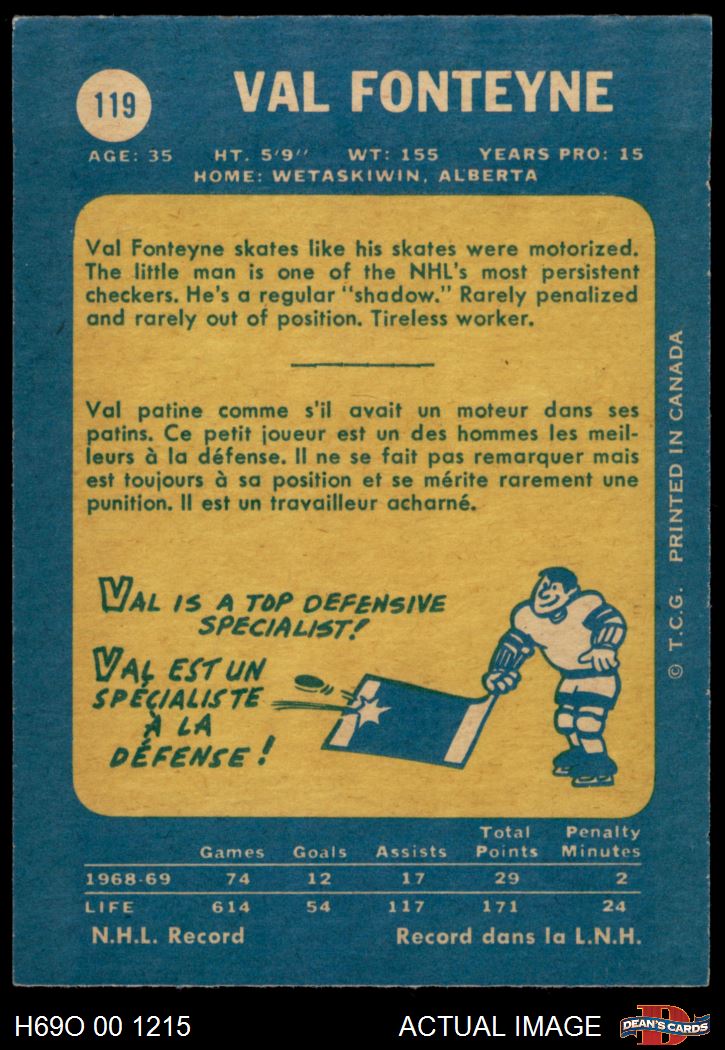 119
VAL FONTEYNE
AGE: 35 HT. 5'9" WT: 155 YEARS PRO: 15
HOME: WETASKIWIN, ALBERTA
Val Fonteyne skates like his skates were motorized.
The little man is one of the NHL's most persistent
checkers. He's a regular "shadow." Rarely penalized
and rarely out of position. Tireless worker.
Val patine comme s'il avait un moteur dans ses
patins. Ce petit joueur est un des hommes les meil-
leurs à la défense. Il ne se fait pas remarquer mais
est toujours à sa position et se mérite rarement une
punition. Il est un travailleur acharné.
VAL IS A TOP DEFENSIVE
SPECIALIST!
VAL EST UN
SPÉCIALISTE
À LA
DÉFENSE!
© T.C.G. PRINTED IN CANADA
Total Penalty
Games Goals Assists Points Minutes
1968-69 74 12 17 29 2
LIFE 614 54 117 171 24
N.H.L. Record Record dans la L.N.H.
H69O 00 1215 ACTUAL IMAGE D DEAN'S CARDS